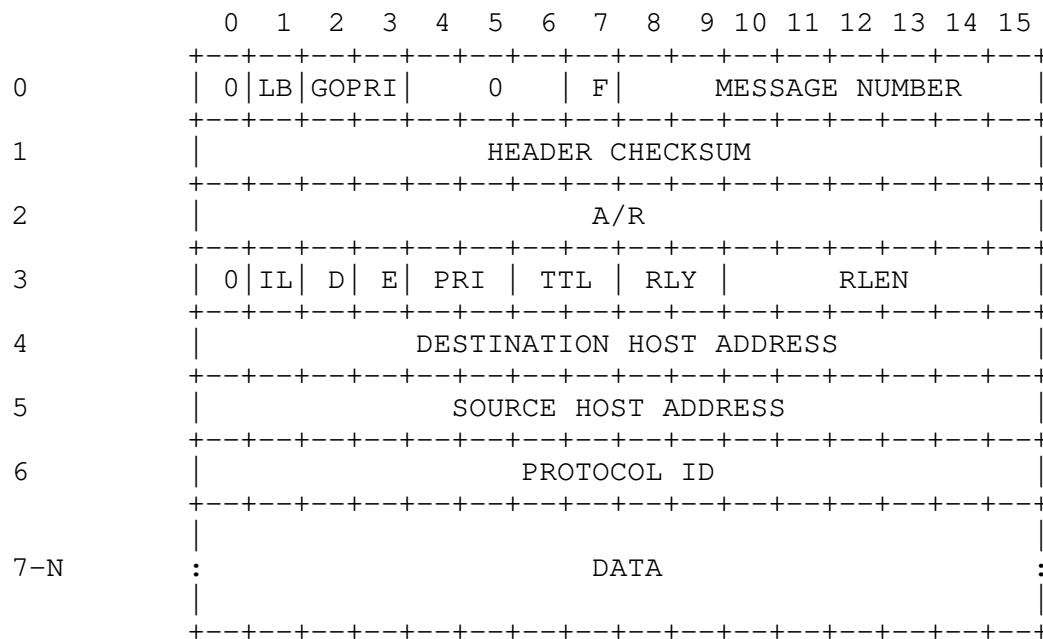 0  1  2  3  4  5  6  7  8  9 10 11 12 13 14 15
               +--+--+--+--+--+--+--+--+--+--+--+--+--+--+--+--+
0              | 0|LB|GOPRI|    0   | F|     MESSAGE NUMBER    |
               +--+--+--+--+--+--+--+--+--+--+--+--+--+--+--+--+
1              |                HEADER CHECKSUM                |
               +--+--+--+--+--+--+--+--+--+--+--+--+--+--+--+--+
2              |                      A/R                      |
               +--+--+--+--+--+--+--+--+--+--+--+--+--+--+--+--+
3              | 0|IL| D| E| PRI | TTL | RLY |      RLEN       |
               +--+--+--+--+--+--+--+--+--+--+--+--+--+--+--+--+
4              |            DESTINATION HOST ADDRESS           |
               +--+--+--+--+--+--+--+--+--+--+--+--+--+--+--+--+
5              |              SOURCE HOST ADDRESS              |
               +--+--+--+--+--+--+--+--+--+--+--+--+--+--+--+--+
6              |                  PROTOCOL ID                  |
               +--+--+--+--+--+--+--+--+--+--+--+--+--+--+--+--+
               |                                               |
7-N            :                      DATA                     :
               |                                               |
               +--+--+--+--+--+--+--+--+--+--+--+--+--+--+--+--+